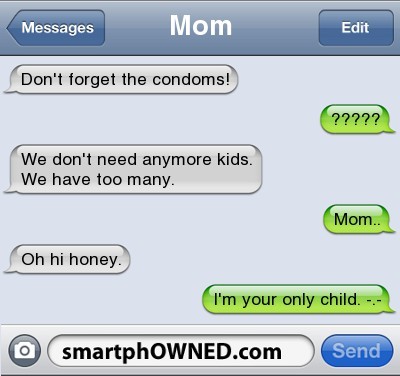 Messages Mom Edit
Don't forget the condoms!
?????
We don't need anymore kids.
We have too many.
Mom..
Oh hi honey.
I'm your only child. -.-
smartphOWNED.com Send